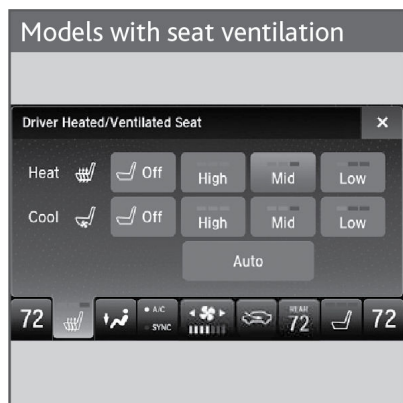 Models with seat ventilation
Driver Heated/Ventilated Seat ×
Heat Off High Mid Low
Cool Off High Mid Low
Auto
72 A/C SYNC REAR 72 72